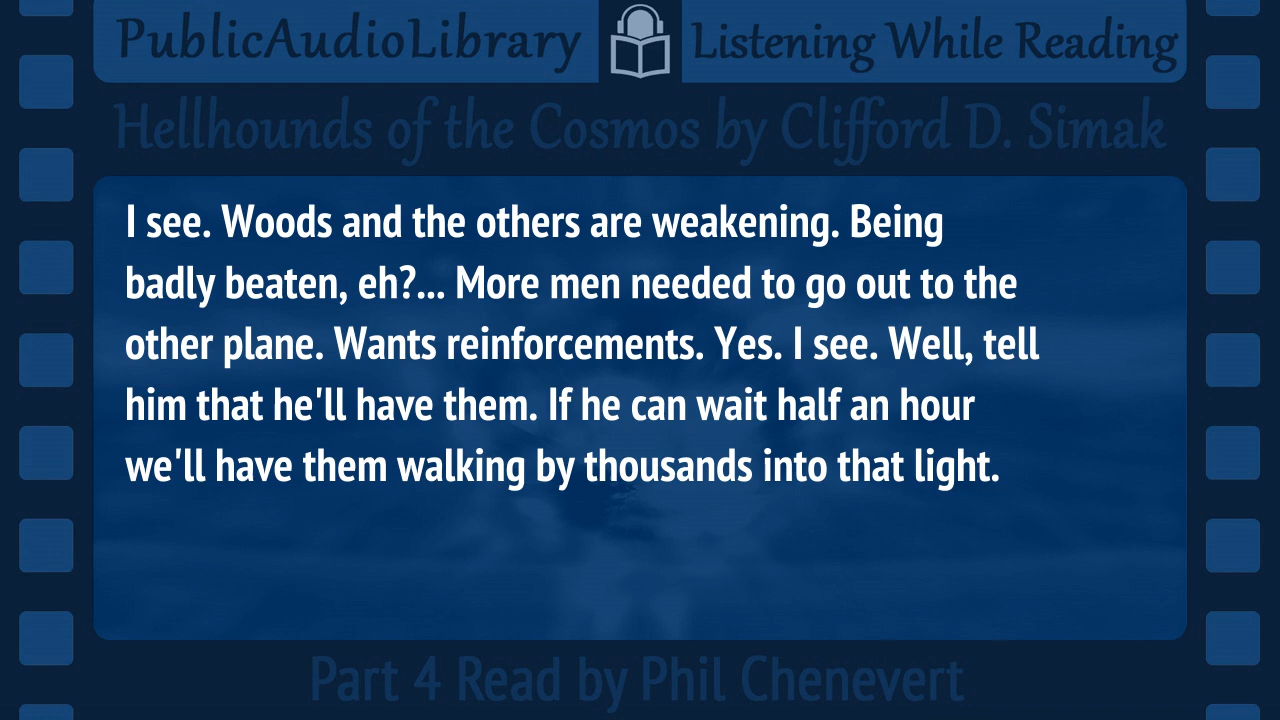 PublicAudioLibrary Listening While Reading
Hellhounds of the Cosmos by Clifford D. Simak
I see. Woods and the others are weakening. Being
badly beaten, eh?... More men needed to go out to the
other plane. Wants reinforcements. Yes. I see. Well, tell
him that he'll have them. If he can wait half an hour
we'll have them walking by thousands into that light.
Part 4 Read by Phil Chenevert